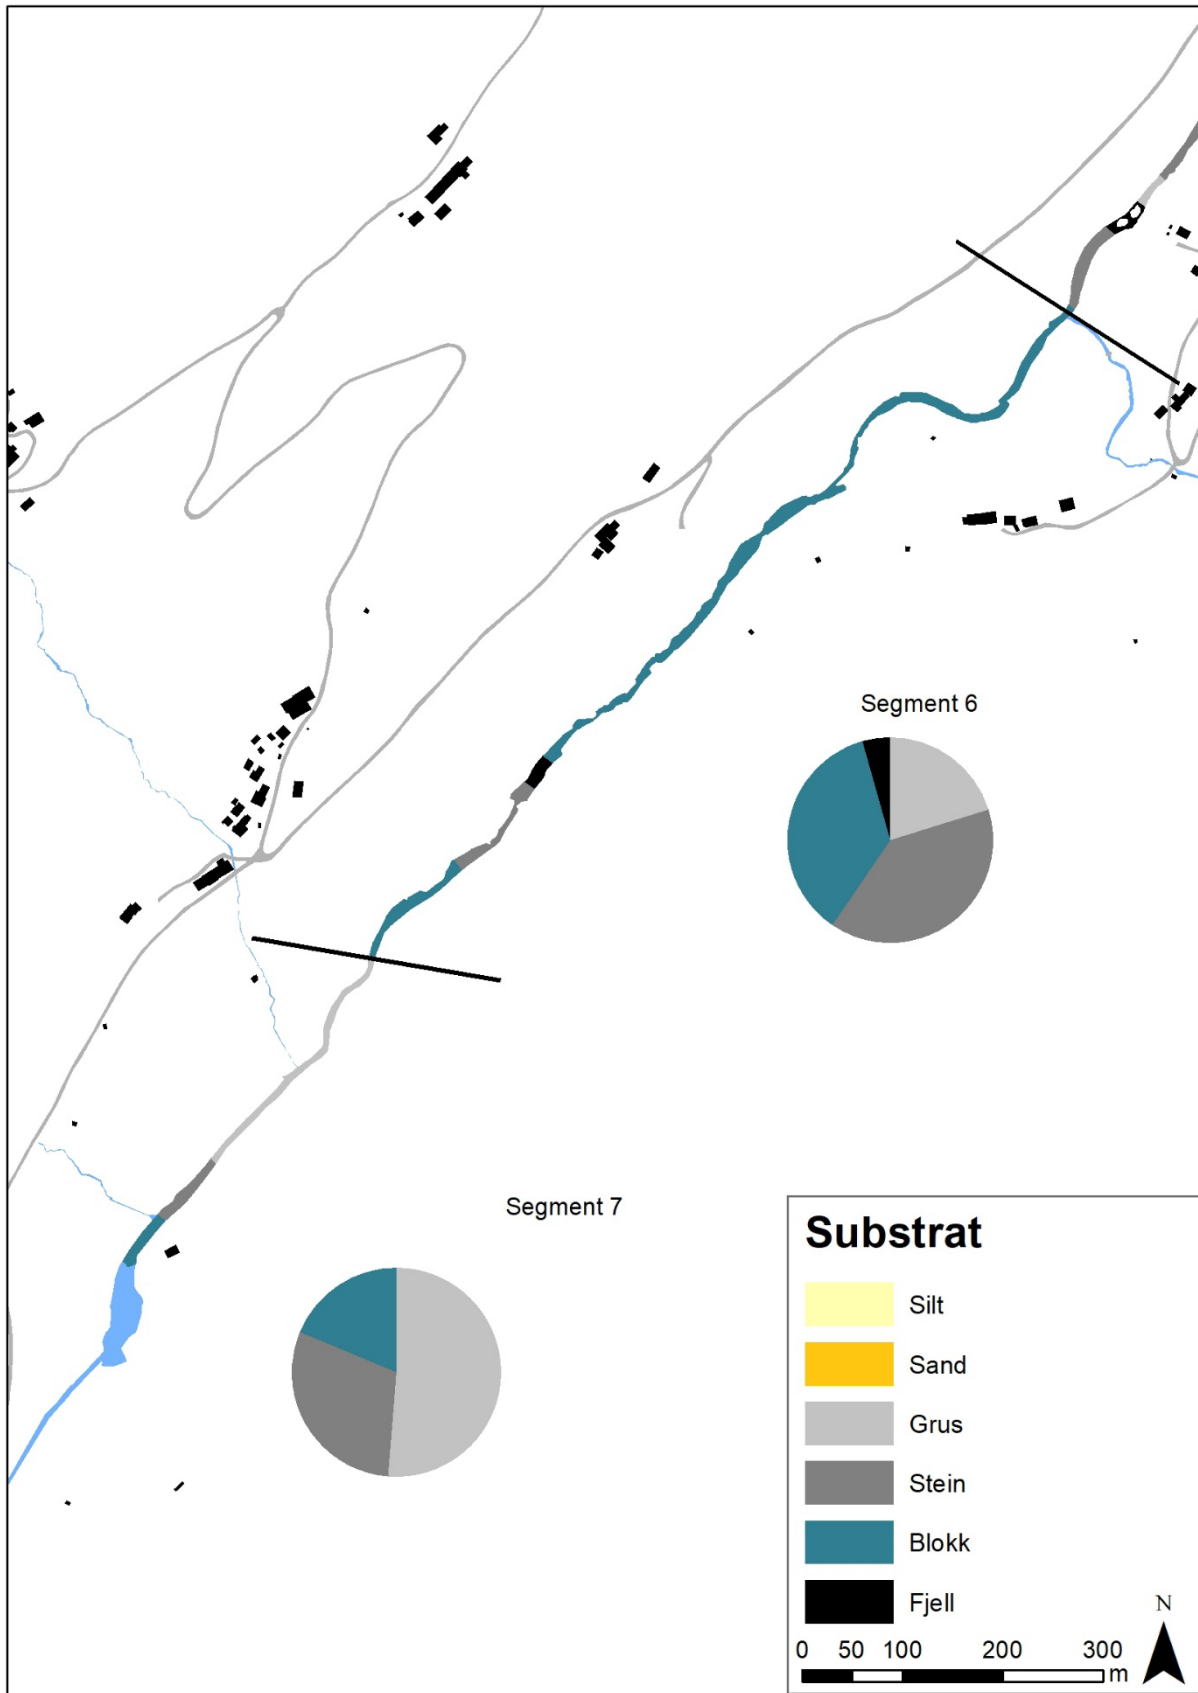 Segment 6
Segment 7
Substrat
Silt
Sand
Grus
Stein
Blokk
Fjell
N
0 50 100 200 300
m